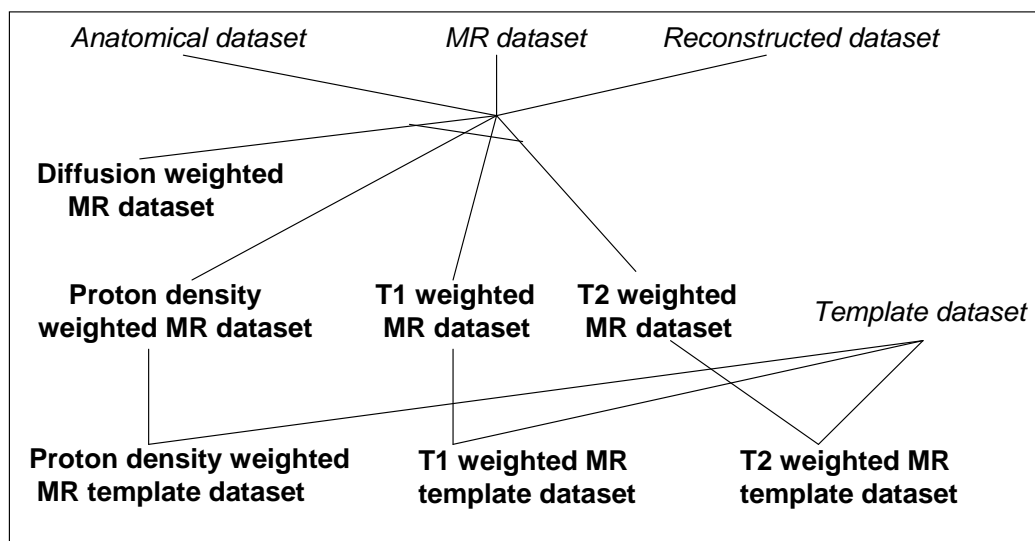 Anatomical dataset
MR dataset
Reconstructed dataset
Diffusion weighted
MR dataset
Proton density
weighted MR dataset
T1 weighted
MR dataset
T2 weighted
MR dataset
Template dataset
Proton density weighted
MR template dataset
T1 weighted MR
template dataset
T2 weighted MR
template dataset